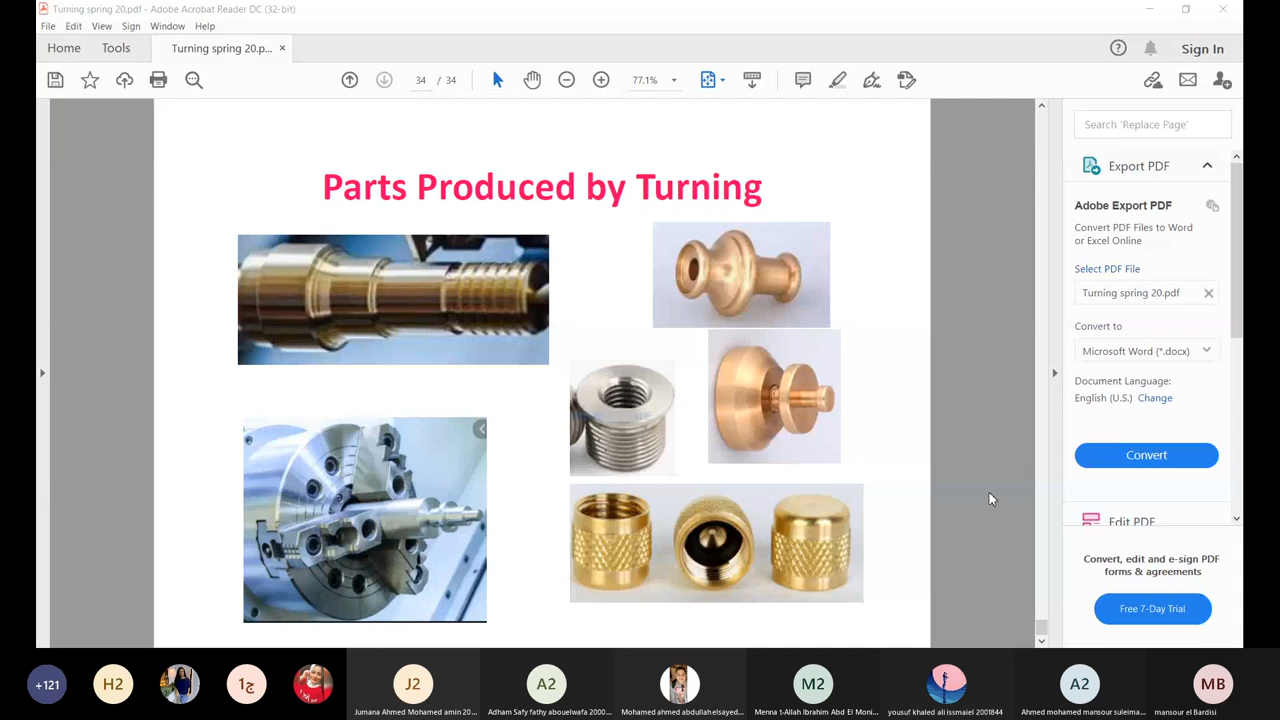 Turning spring 20.pdf - Adobe Acrobat Reader DC (32-bit)
File Edit View Sign Window Help
Home Tools Turning spring 20.p... ×
? Sign In
34 / 34 77.1%
Search 'Replace Page'
Export PDF
Adobe Export PDF
Convert PDF Files to Word
or Excel Online
Select PDF File
Turning spring 20.pdf
Convert to
Microsoft Word (*.docx)
Document Language:
English (U.S.) Change
Convert
Edit PDF
Convert, edit and e-sign PDF
forms & agreements
Free 7-Day Trial
Parts Produced by Turning
+121
H2
ج1
J2
A2
M2
A2
MB
Jumana Ahmed Mohamed amin 20...
Adham Safy fathy abouelwafa 2000...
Mohamed ahmed abdullah elsayed...
Menna t-Allah Ibrahim Abd El Moni...
yousuf khaled ali issmaiel 2001844
Ahmed mohamed mansour suleima...
mansour el Bardisi